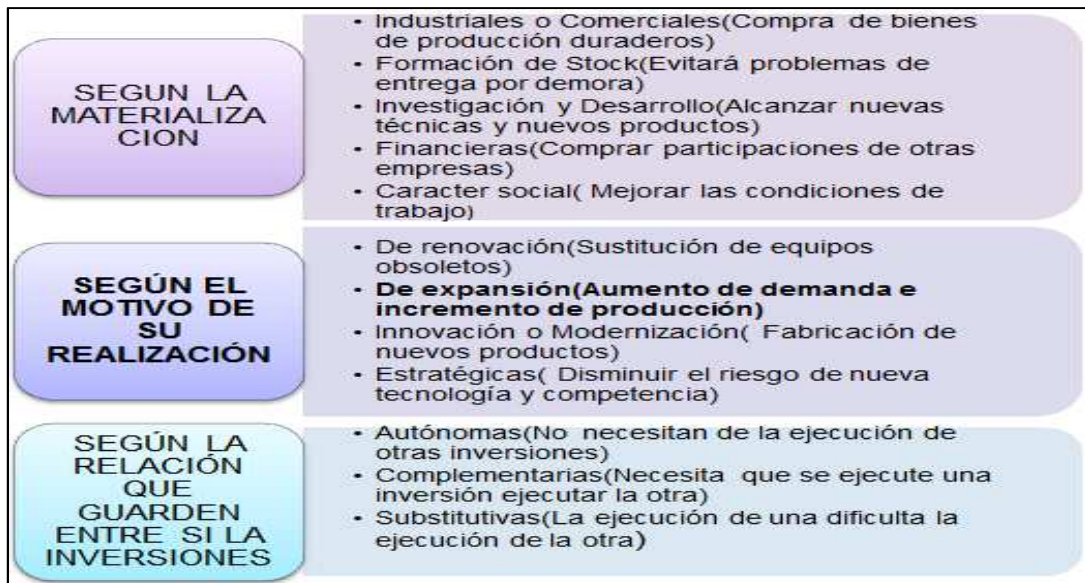 SEGUN LA
MATERIALIZA
CION
• Industriales o Comerciales(Compra de bienes
de producción duraderos)
• Formación de Stock(Evitará problemas de
entrega por demora)
• Investigación y Desarrollo(Alcanzar nuevas
técnicas y nuevos productos)
• Financieras(Comprar participaciones de otras
empresas)
• Caracter social( Mejorar las condiciones de
trabajo)
SEGÚN EL
MOTIVO DE
SU
REALIZACIÓN
• De renovación(Sustitución de equipos
obsoletos)
• De expansión(Aumento de demanda e
incremento de producción)
• Innovación o Modernización( Fabricación de
nuevos productos)
• Estratégicas( Disminuir el riesgo de nueva
tecnología y competencia)
SEGÚN LA
RELACIÓN
QUE
GUARDEN
ENTRE SI LA
INVERSIONES
• Autónomas(No necesitan de la ejecución de
otras inversiones)
• Complementarias(Necesita que se ejecute una
inversión ejecutar la otra)
• Substitutivas(La ejecución de una dificulta la
ejecución de la otra)